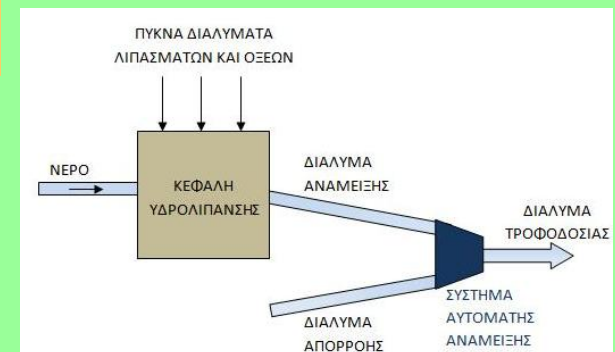 ΠΥΚΝΑ ΔΙΑΛΥΜΑΤΑ
ΛΙΠΑΣΜΑΤΩΝ ΚΑΙ ΟΞΕΩΝ
ΝΕΡΟ
ΚΕΦΑΛΗ
ΥΔΡΟΛΙΠΑΝΣΗΣ
ΔΙΑΛΥΜΑ
ΑΝΑΜΕΙΞΗΣ
ΔΙΑΛΥΜΑ
ΤΡΟΦΟΔΟΣΙΑΣ
ΣΥΣΤΗΜΑ
ΑΥΤΟΜΑΤΗΣ
ΑΝΑΜΕΙΞΗΣ
ΔΙΑΛΥΜΑ
ΑΠΟΡΡΟΗΣ